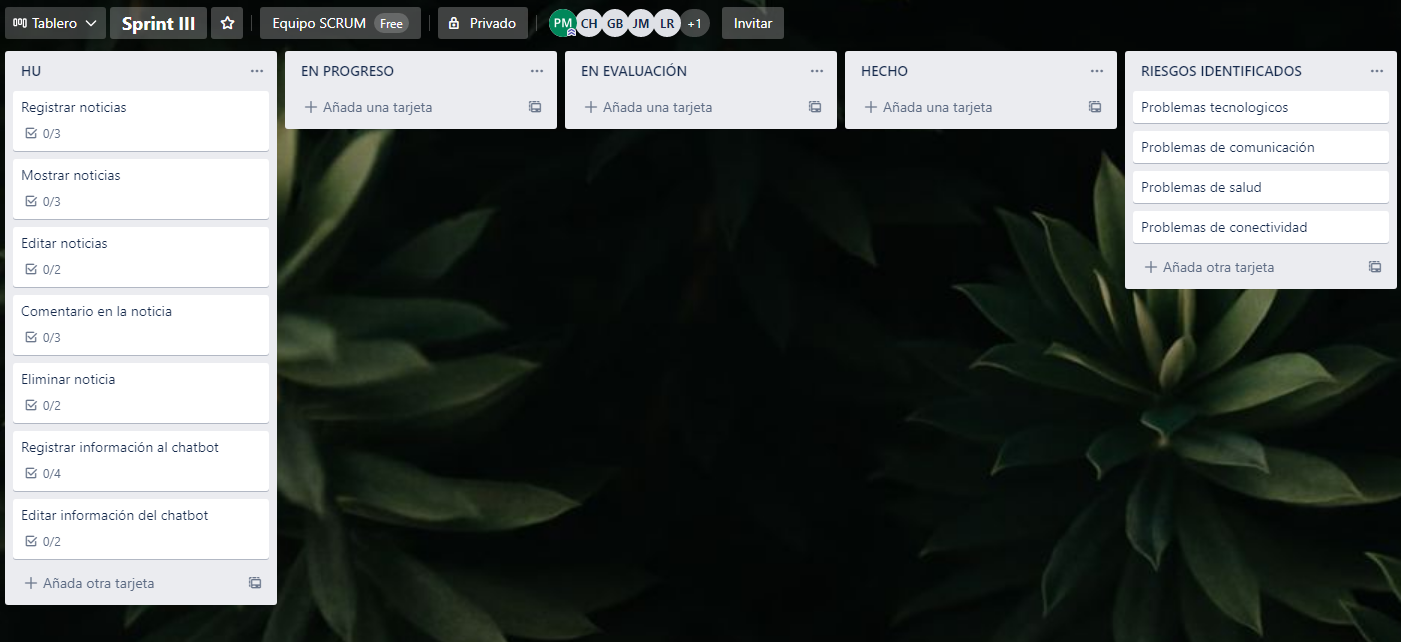 Tablero Sprint III Equipo SCRUM Free Privado PM CH GB JM LR +1 Invitar
HU
Registrar noticias
0/3
Mostrar noticias
0/3
Editar noticias
0/2
Comentario en la noticia
0/3
Eliminar noticia
0/2
Registrar información al chatbot
0/4
Editar información del chatbot
0/2
Añada otra tarjeta
EN PROGRESO
Añada una tarjeta
EN EVALUACIÓN
Añada una tarjeta
HECHO
Añada una tarjeta
RIESGOS IDENTIFICADOS
Problemas tecnologicos
Problemas de comunicación
Problemas de salud
Problemas de conectividad
Añada otra tarjeta